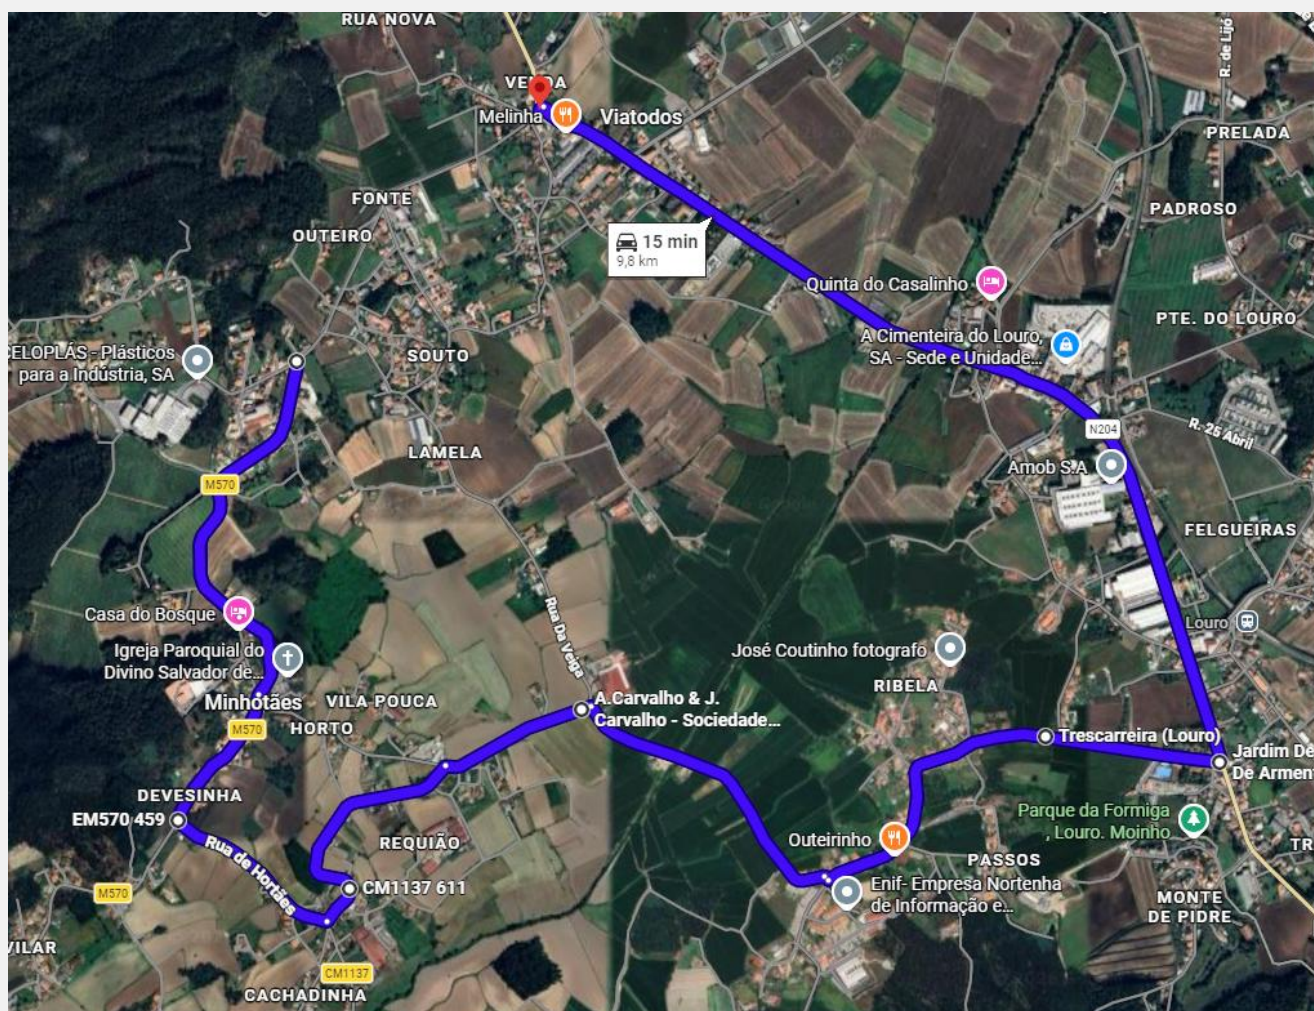 RUA NOVA
R. de Lijó
VENDA
Melinha
Viatodos
PRELADA
FONTE
PADROSO
OUTEIRO
15 min
9,8 km
Quinta do Casalinho
PTE. DO LOURO
A Cimenteira do Louro,
SA - Sede e Unidade...
CELOPLÁS - Plásticos
para a Indústria, SA
SOUTO
N204
R. 25 Abril
LAMELA
Amob S.A
M570
FELGUEIRAS
Casa do Bosque
Rua Da Veiga
Louro
Igreja Paroquial do
Divino Salvador de...
José Coutinho fotografo
RIBELA
Minhotães
VILA POUCA
A.Carvalho & J.
Carvalho - Sociedade...
M570
HORTO
Trescarreira (Louro)
Jardim De
De Armen
DEVESINHA
EM570 459
Parque da Formiga
, Louro. Moinho
REQUIÃO
Outeirinho
TR
PASSOS
Rua de Hortães
CM1137 611
Enif- Empresa Nortenha
de Informação e...
M570
MONTE
DE PIDRE
VILAR
CM1137
CACHADINHA